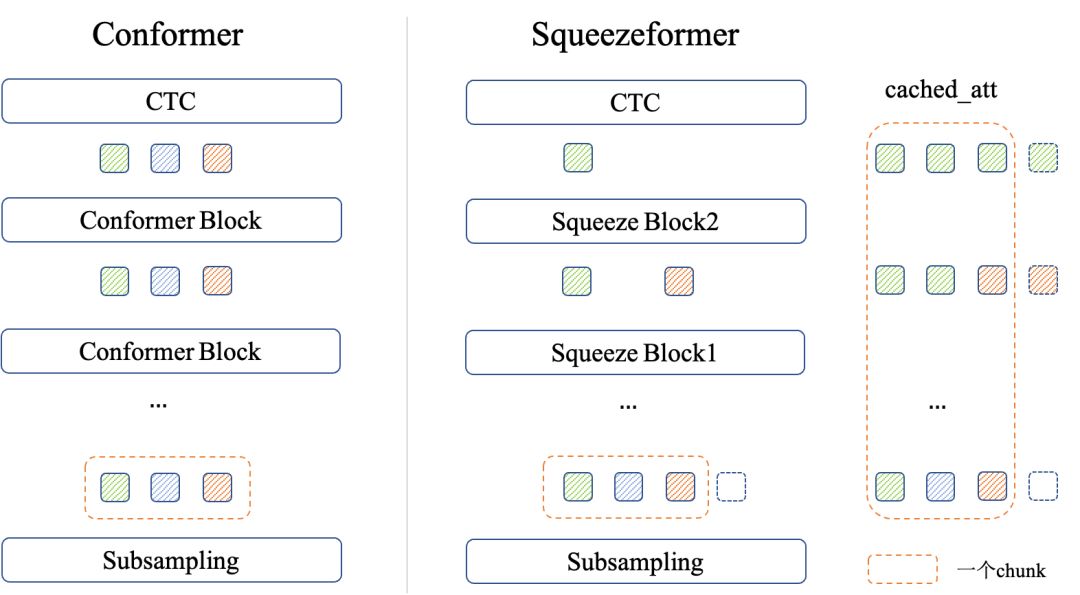 Conformer
CTC
Conformer Block
Conformer Block
...
Subsampling
Squeezeformer
CTC
Squeeze Block2
Squeeze Block1
...
Subsampling
cached_att
...
一个chunk